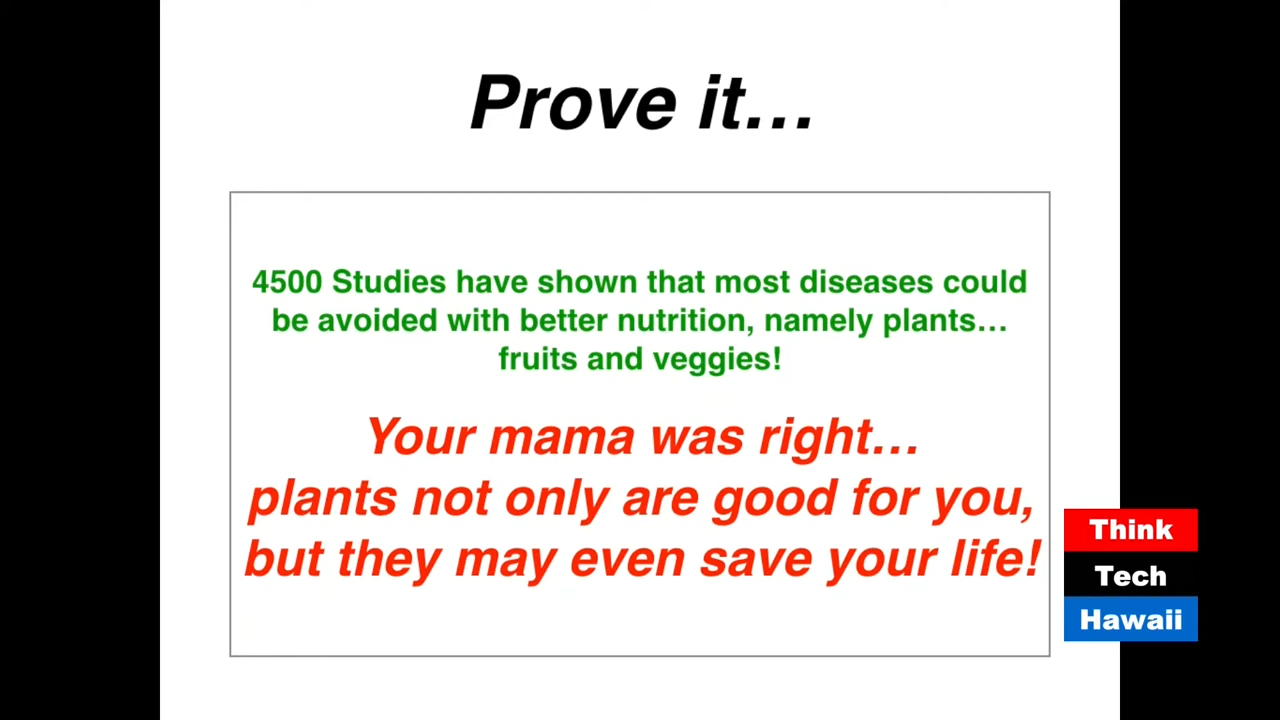 Prove it...
4500 Studies have shown that most diseases could
be avoided with better nutrition, namely plants...
fruits and veggies!
Your mama was right...
plants not only are good for you,
but they may even save your life!
Think
Tech
Hawaii